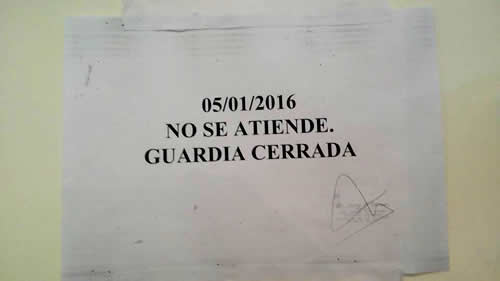 05/01/2016
NO SE ATIENDE.
GUARDIA CERRADA